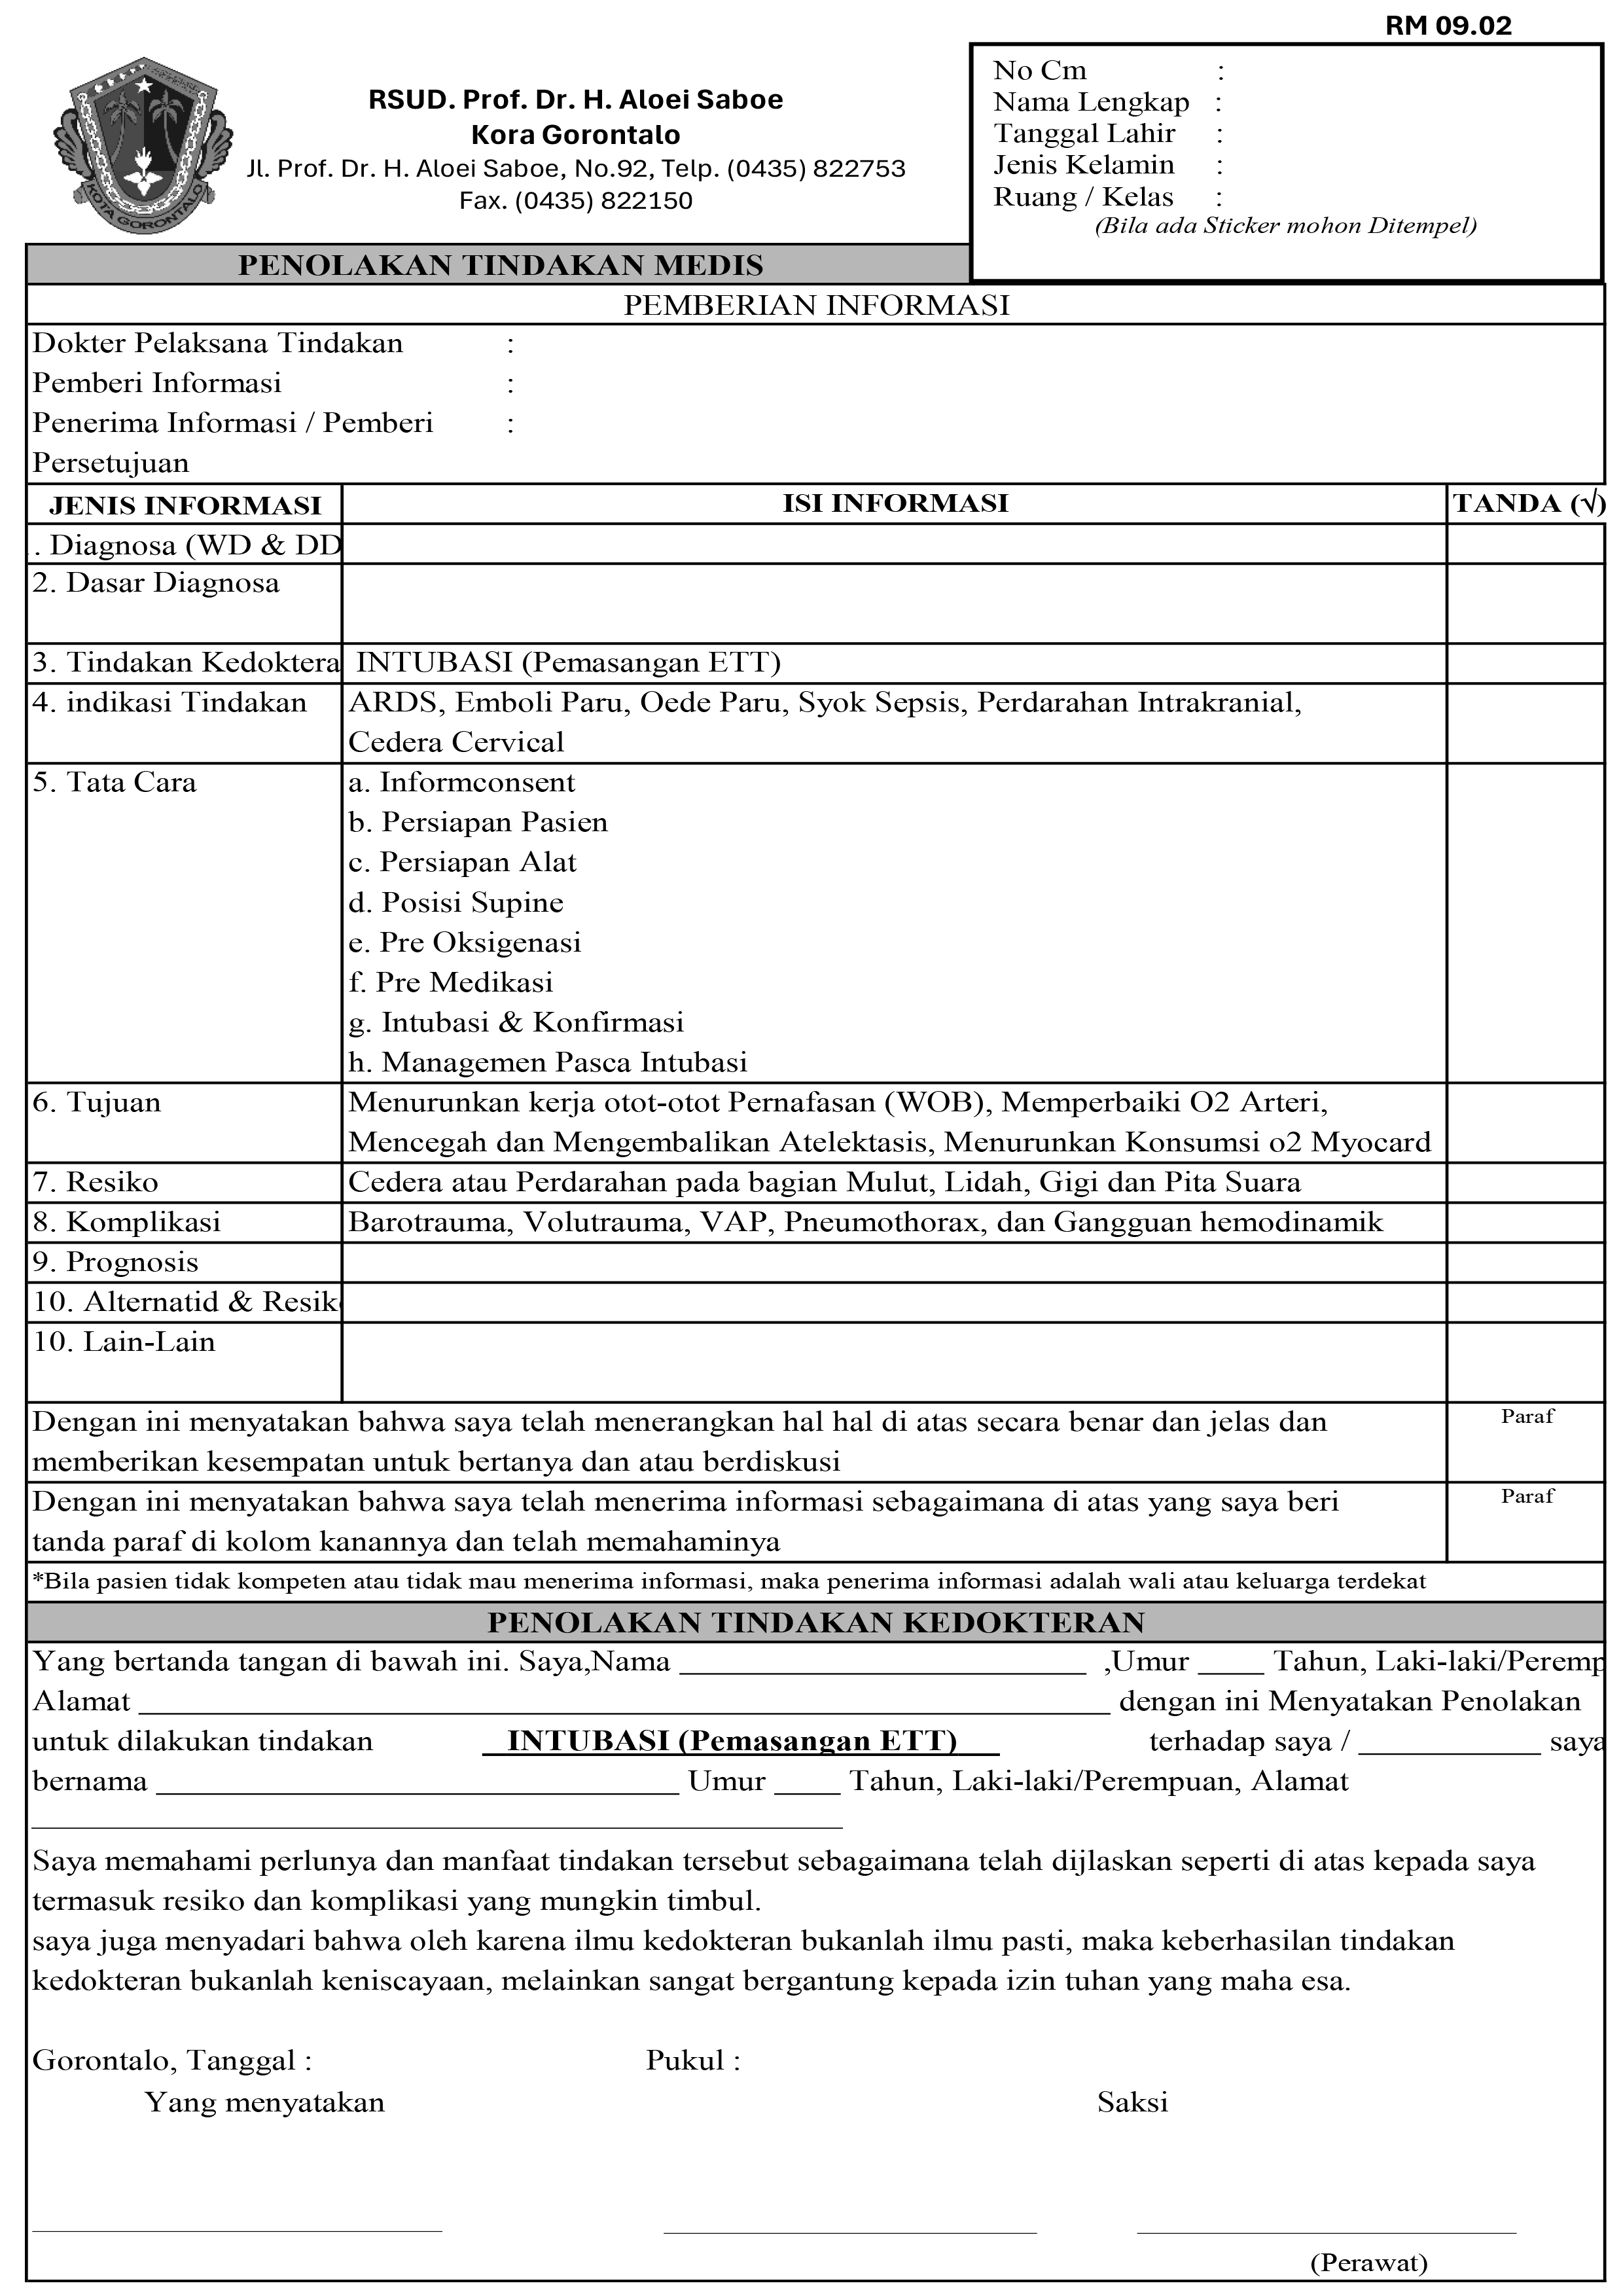 RM 09.02
KOTA GORONTALO
RSUD. Prof. Dr. H. Aloei Saboe
Kora Gorontalo
Jl. Prof. Dr. H. Aloei Saboe, No.92, Telp. (0435) 822753
Fax. (0435) 822150
No Cm :
Nama Lengkap :
Tanggal Lahir :
Jenis Kelamin :
Ruang / Kelas :
(Bila ada Sticker mohon Ditempel)
PENOLAKAN TINDAKAN MEDIS
PEMBERIAN INFORMASI
Dokter Pelaksana Tindakan :
Pemberi Informasi :
Penerima Informasi / Pemberi :
Persetujuan
JENIS INFORMASI ISI INFORMASI TANDA (√)
. Diagnosa (WD & DD
2. Dasar Diagnosa
3. Tindakan Kedoktera INTUBASI (Pemasangan ETT)
4. indikasi Tindakan ARDS, Emboli Paru, Oede Paru, Syok Sepsis, Perdarahan Intrakranial,
Cedera Cervical
5. Tata Cara a. Informconsent
b. Persiapan Pasien
c. Persiapan Alat
d. Posisi Supine
e. Pre Oksigenasi
f. Pre Medikasi
g. Intubasi & Konfirmasi
h. Managemen Pasca Intubasi
6. Tujuan Menurunkan kerja otot-otot Pernafasan (WOB), Memperbaiki O2 Arteri,
Mencegah dan Mengembalikan Atelektasis, Menurunkan Konsumsi o2 Myocard
7. Resiko Cedera atau Perdarahan pada bagian Mulut, Lidah, Gigi dan Pita Suara
8. Komplikasi Barotrauma, Volutrauma, VAP, Pneumothorax, dan Gangguan hemodinamik
9. Prognosis
10. Alternatid & Resik
10. Lain-Lain
Dengan ini menyatakan bahwa saya telah menerangkan hal hal di atas secara benar dan jelas dan Paraf
memberikan kesempatan untuk bertanya dan atau berdiskusi
Dengan ini menyatakan bahwa saya telah menerima informasi sebagaimana di atas yang saya beri Paraf
tanda paraf di kolom kanannya dan telah memahaminya
*Bila pasien tidak kompeten atau tidak mau menerima informasi, maka penerima informasi adalah wali atau keluarga terdekat
PENOLAKAN TINDAKAN KEDOKTERAN
Yang bertanda tangan di bawah ini. Saya,Nama _________________________ ,Umur ____ Tahun, Laki-laki/Peremp
Alamat ____________________________________________________________ dengan ini Menyatakan Penolakan
untuk dilakukan tindakan INTUBASI (Pemasangan ETT) terhadap saya / ___________ saya
bernama ________________________________ Umur ____ Tahun, Laki-laki/Perempuan, Alamat
Saya memahami perlunya dan manfaat tindakan tersebut sebagaimana telah dijlaskan seperti di atas kepada saya
termasuk resiko dan komplikasi yang mungkin timbul.
saya juga menyadari bahwa oleh karena ilmu kedokteran bukanlah ilmu pasti, maka keberhasilan tindakan
kedokteran bukanlah keniscayaan, melainkan sangat bergantung kepada izin tuhan yang maha esa.
Gorontalo, Tanggal : Pukul :
Yang menyatakan Saksi
(Perawat)